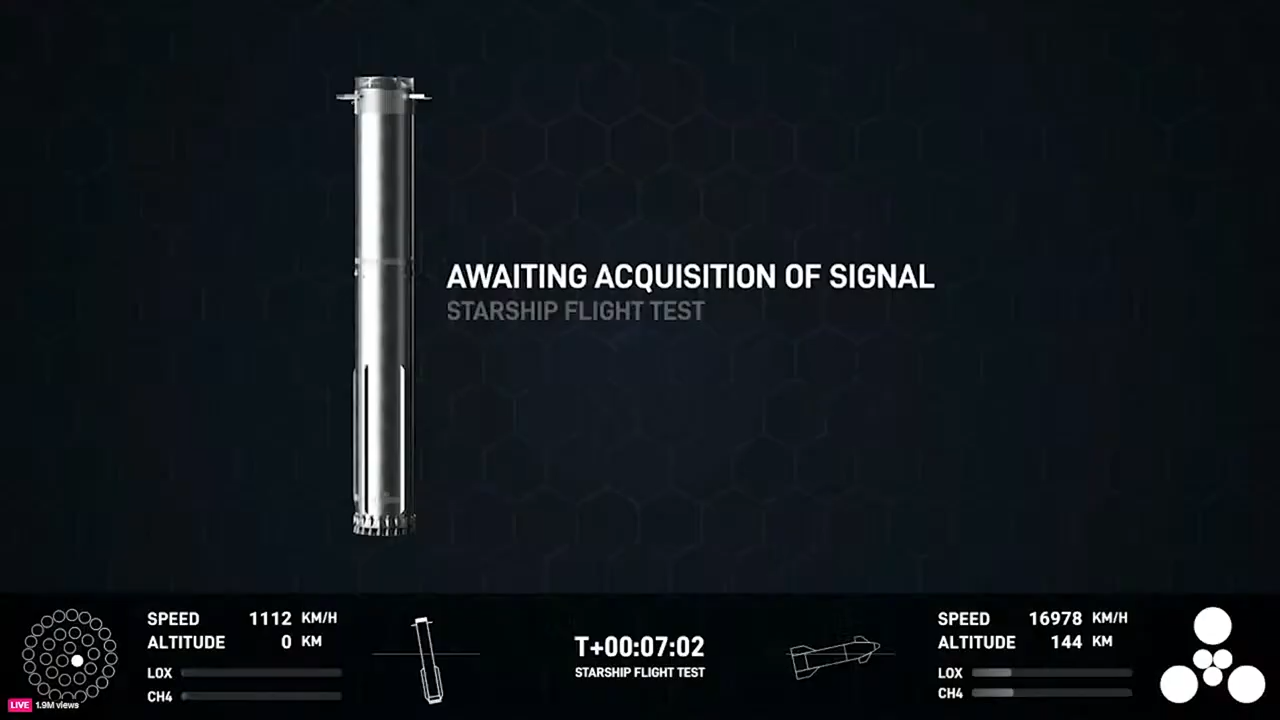 AWAITING ACQUISITION OF SIGNAL
STARSHIP FLIGHT TEST
SPEED 1112 KM/H
ALTITUDE 0 KM
LOX
CH4
T+00:07:02
STARSHIP FLIGHT TEST
SPEED 16978 KM/H
ALTITUDE 144 KM
LOX
CH4
LIVE 1.9M views